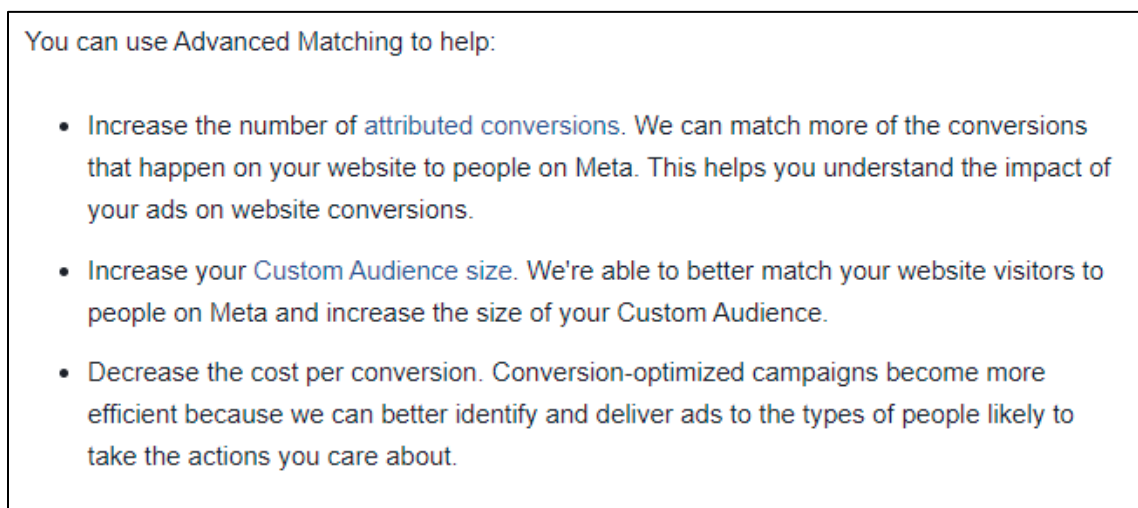 You can use Advanced Matching to help:
• Increase the number of attributed conversions. We can match more of the conversions
that happen on your website to people on Meta. This helps you understand the impact of
your ads on website conversions.
• Increase your Custom Audience size. We're able to better match your website visitors to
people on Meta and increase the size of your Custom Audience.
• Decrease the cost per conversion. Conversion-optimized campaigns become more
efficient because we can better identify and deliver ads to the types of people likely to
take the actions you care about.